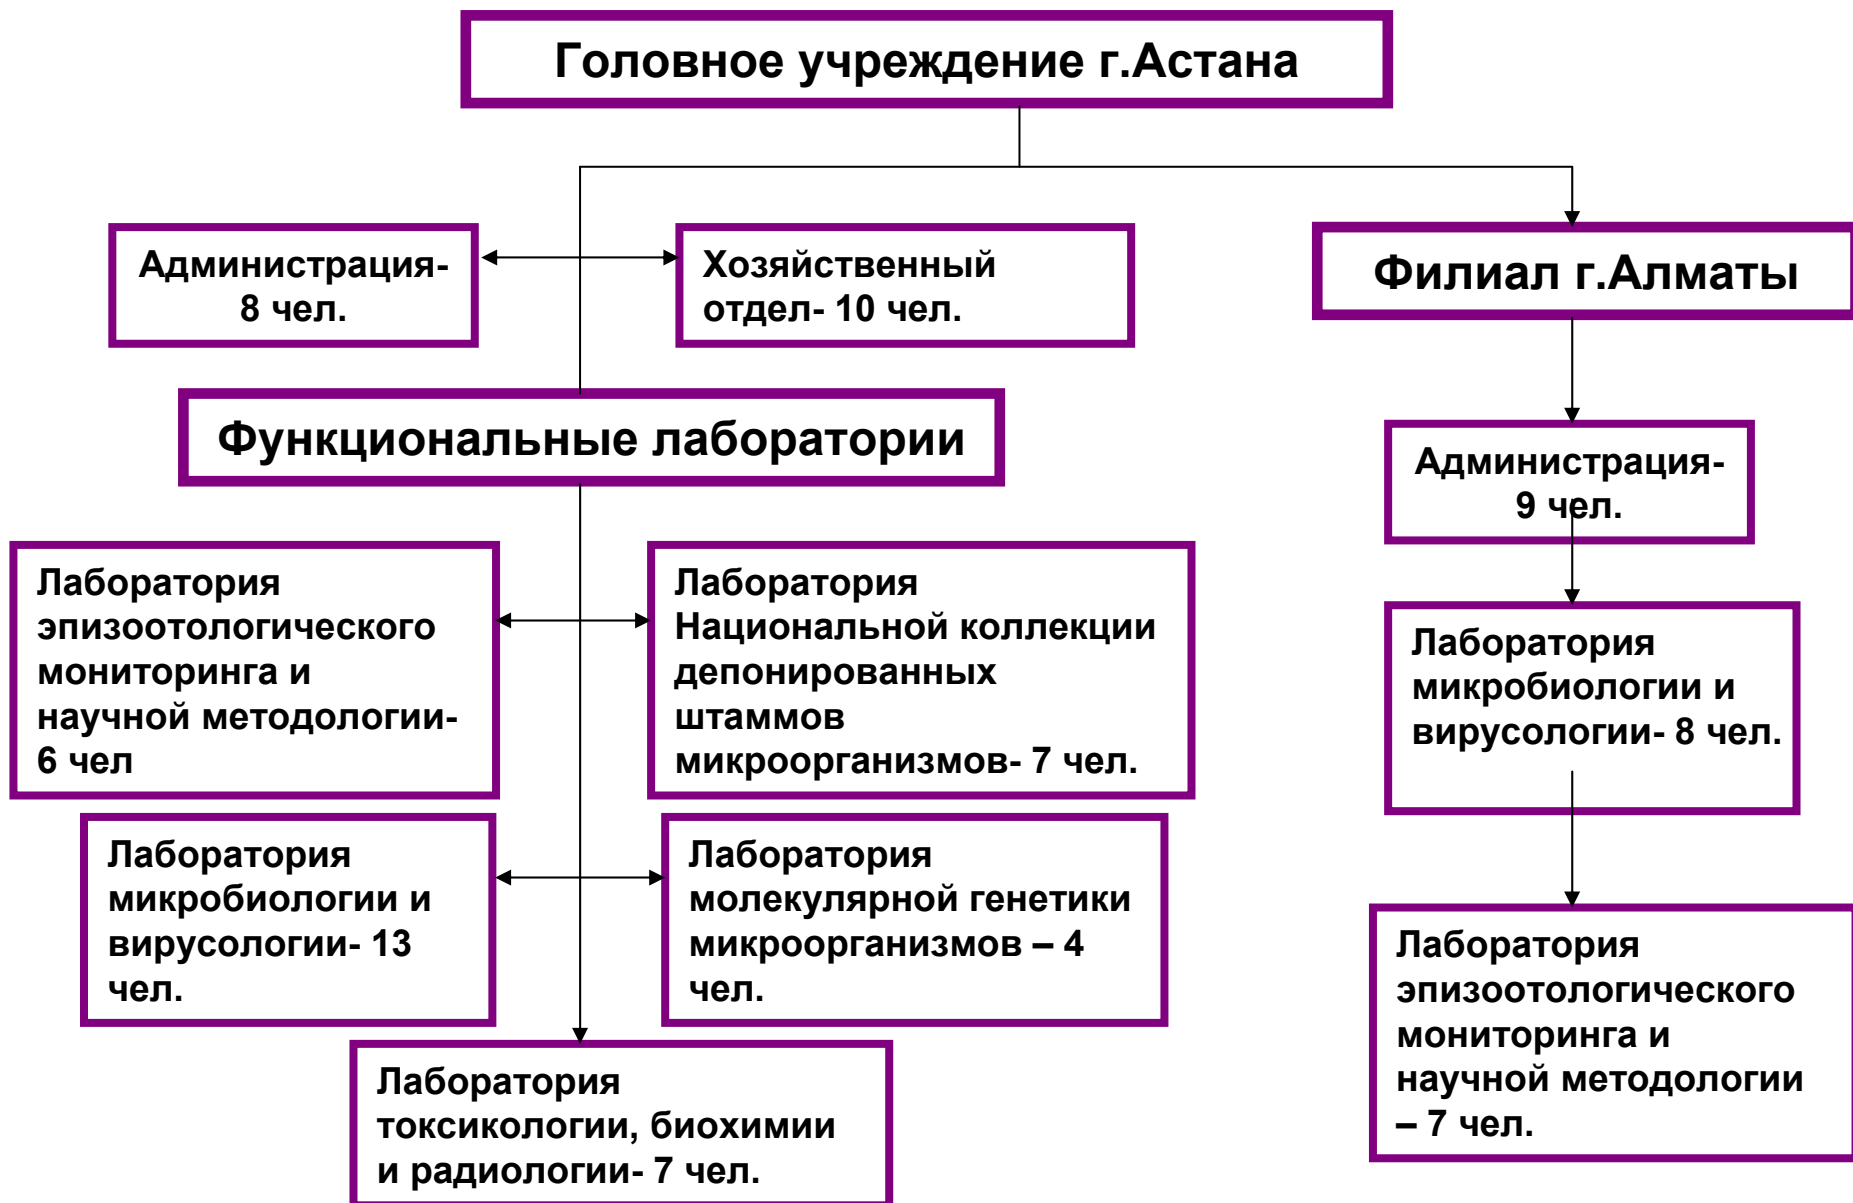 Головное учреждение г.Астана
Администрация-
8 чел.
Хозяйственный
отдел- 10 чел.
Филиал г.Алматы
Функциональные лаборатории
Администрация-
9 чел.
Лаборатория
эпизоотологического
мониторинга и
научной методологии-
6 чел
Лаборатория
Национальной коллекции
депонированных
штаммов
микроорганизмов- 7 чел.
Лаборатория
микробиологии и
вирусологии- 8 чел.
Лаборатория
микробиологии и
вирусологии- 13
чел.
Лаборатория
молекулярной генетики
микроорганизмов – 4
чел.
Лаборатория
эпизоотологического
мониторинга и
научной методологии
– 7 чел.
Лаборатория
токсикологии, биохимии
и радиологии- 7 чел.